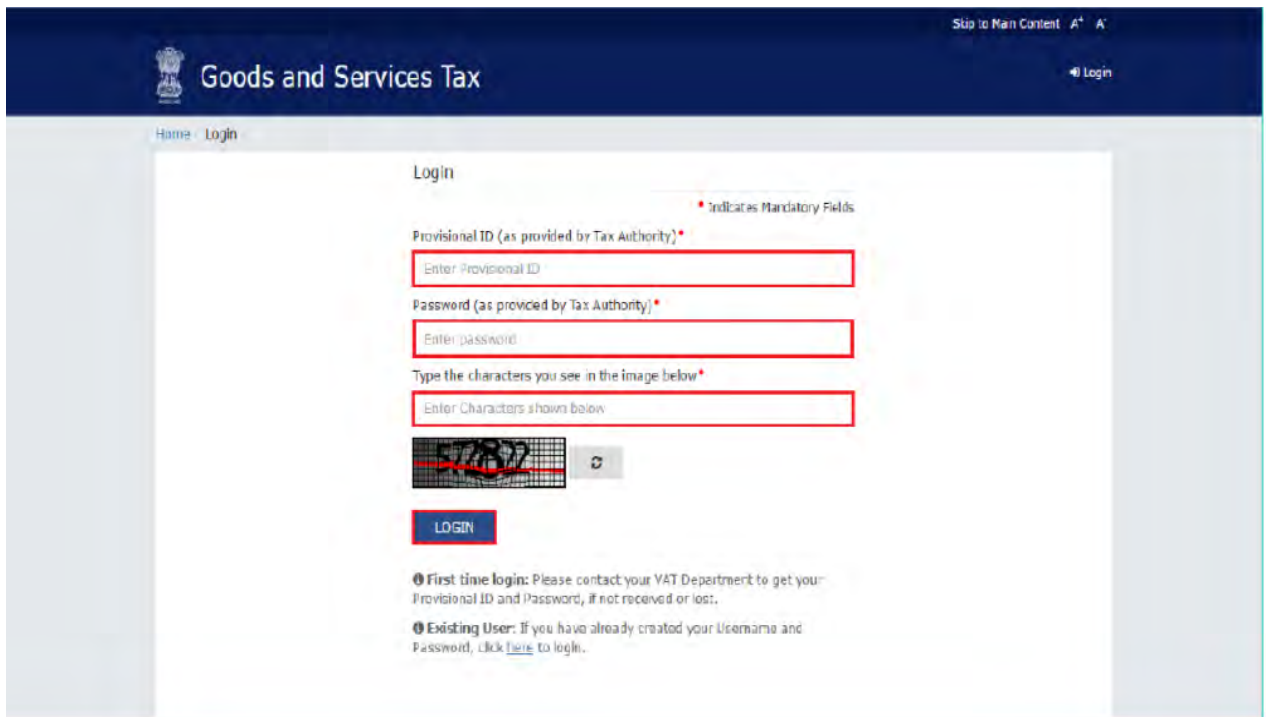 Skip to Main Content A+ A-
Goods and Services Tax
Login
Home Login
Login
• Indicates Mandatory Fields
Provisional ID (as provided by Tax Authority)•
Enter Provisional ID
Password (as provided by Tax Authority)•
Enter password
Type the characters you see in the image below•
Enter Characters shown below
LOGIN
First time login: Please contact your VAT Department to get your
Provisional ID and Password, if not received or lost.
Existing User: If you have already created your Username and
Password, click here to login.